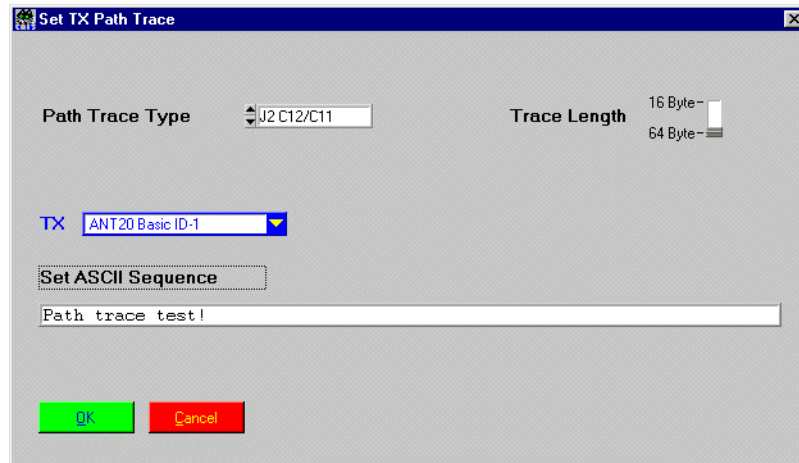 Set TX Path Trace
Path Trace Type
J2 C12/C11
Trace Length
16 Byte
64 Byte
TX
ANT20 Basic ID-1
Set ASCII Sequence
Path trace test!
OK
Cancel